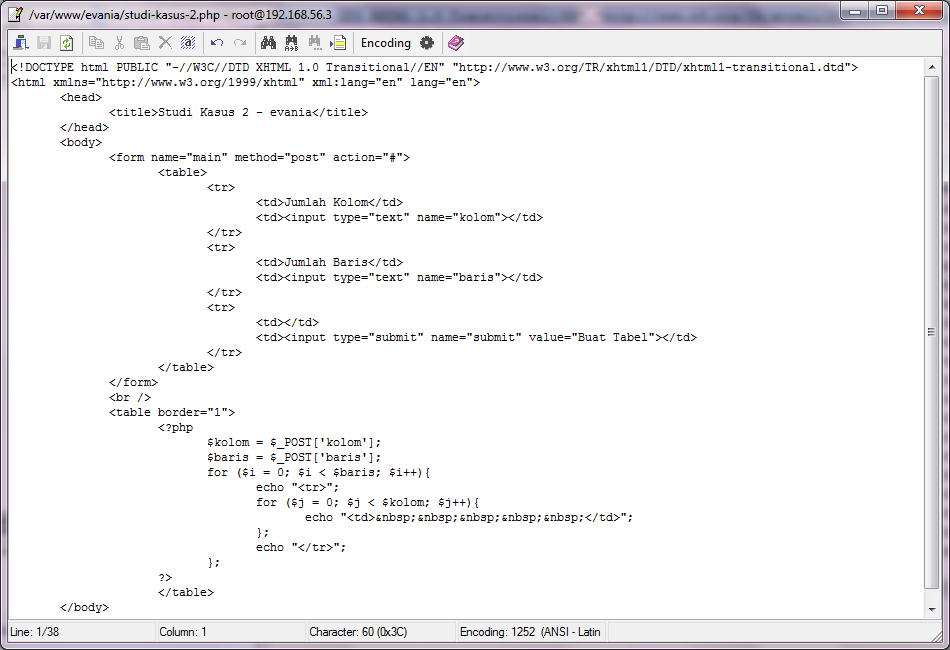 /var/www/evania/studi-kasus-2.php - root@192.168.56.3
Encoding
<!DOCTYPE html PUBLIC "-//W3C//DTD XHTML 1.0 Transitional//EN" "http://www.w3.org/TR/xhtml1/DTD/xhtml1-transitional.dtd">
<html xmlns="http://www.w3.org/1999/xhtml" xml:lang="en" lang="en">
<head>
<title>Studi Kasus 2 - evania</title>
</head>
<body>
<form name="main" method="post" action="#">
<table>
<tr>
<td>Jumlah Kolom</td>
<td><input type="text" name="kolom"></td>
</tr>
<tr>
<td>Jumlah Baris</td>
<td><input type="text" name="baris"></td>
</tr>
<tr>
<td></td>
<td><input type="submit" name="submit" value="Buat Tabel"></td>
</tr>
</table>
</form>
<br />
<table border="1">
<?php
$kolom = $_POST['kolom'];
$baris = $_POST['baris'];
for ($i = 0; $i < $baris; $i++){
echo "<tr>";
for ($j = 0; $j < $kolom; $j++){
echo "<td>&nbsp;&nbsp;&nbsp;&nbsp;&nbsp;</td>";
};
echo "</tr>";
};
?>
</table>
</body>
Line: 1/38 Column: 1 Character: 60 (0x3C) Encoding: 1252 (ANSI - Latin